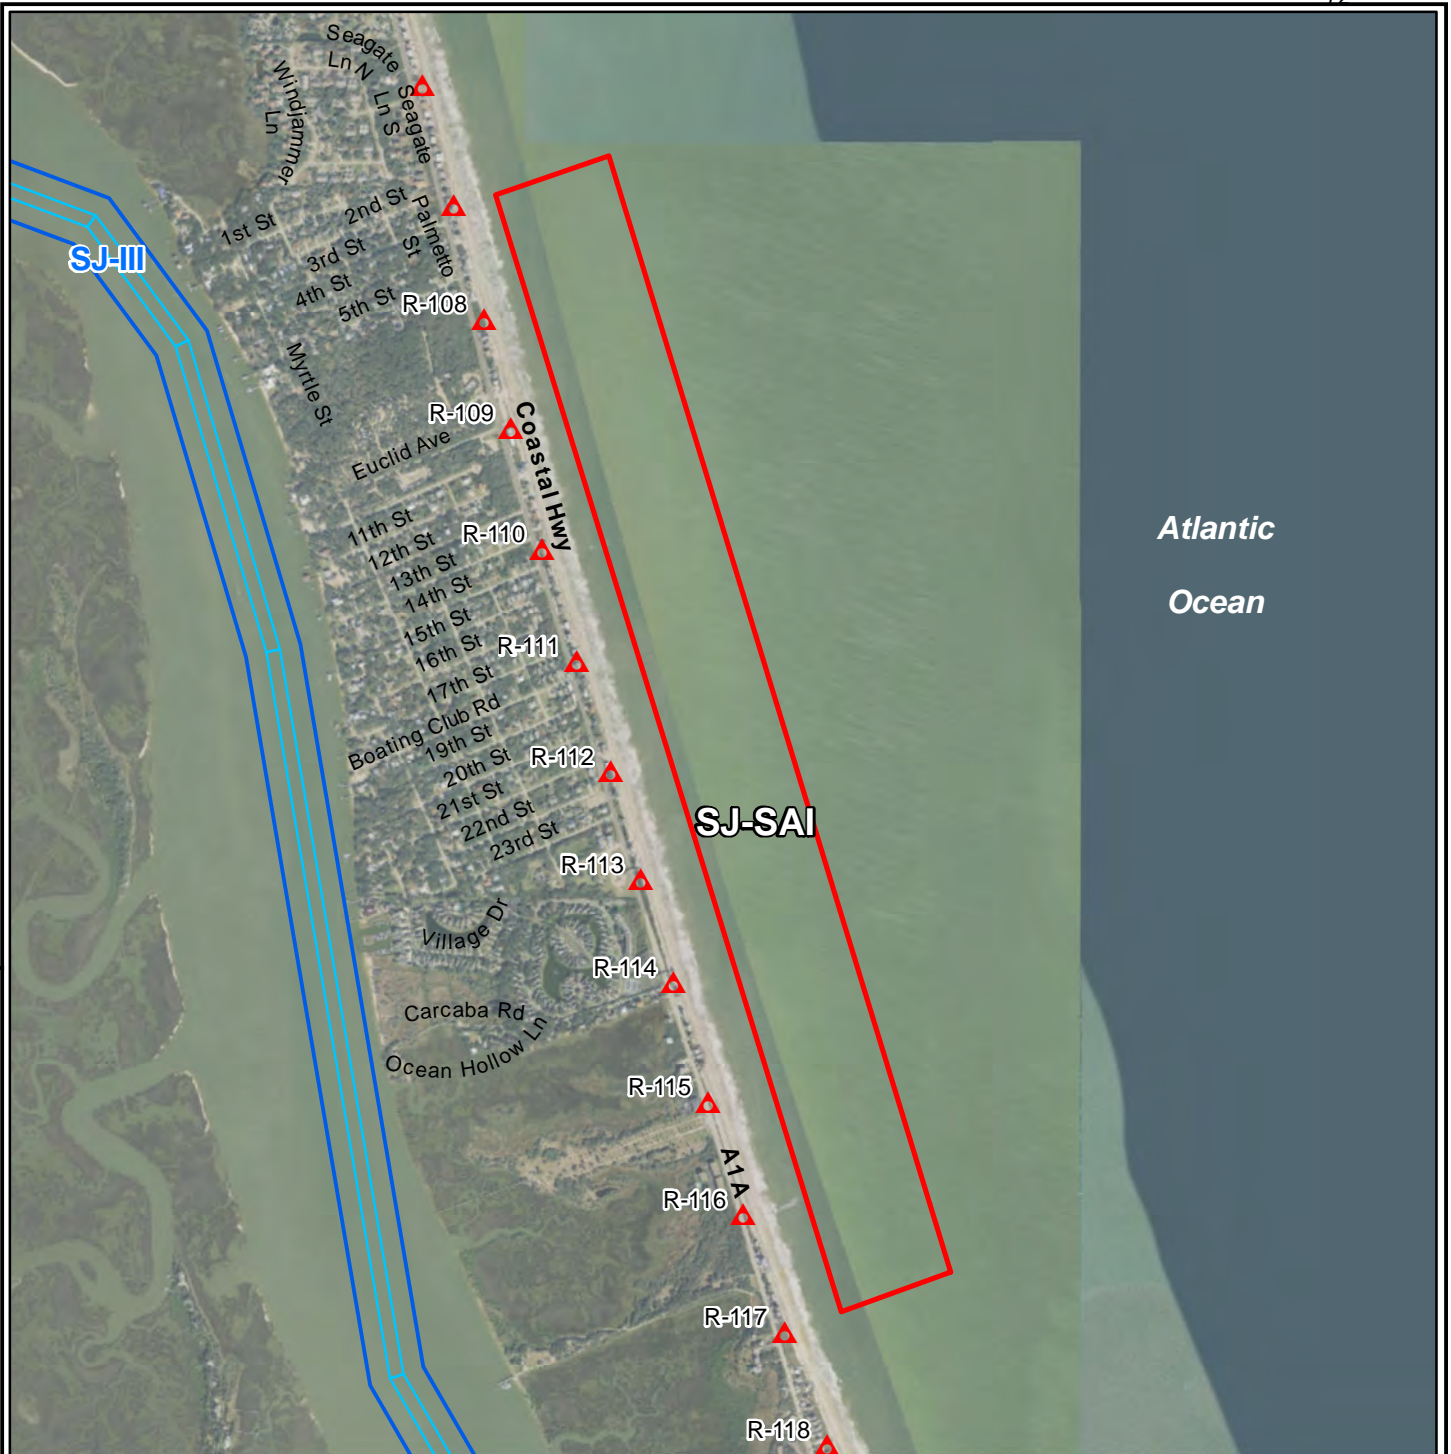 Seagate
Ln N
Windjammer
Ln
Seagate
Ln S
1st St
2nd St
Palmetto
St
3rd St
4th St
5th St
SJ-III
R-108
Myrtle St
R-109
Coastal Hwy
Euclid Ave
11th St
12th St
R-110
13th St
14th St
Atlantic
Ocean
15th St
16th St
R-111
17th St
Boating Club Rd
19th St
20th St
R-112
21st St
22nd St
23rd St
SJ-SAI
R-113
Village Dr
R-114
Carcaba Rd
Ocean Hollow Ln
R-115
A1A
R-116
R-117
R-118